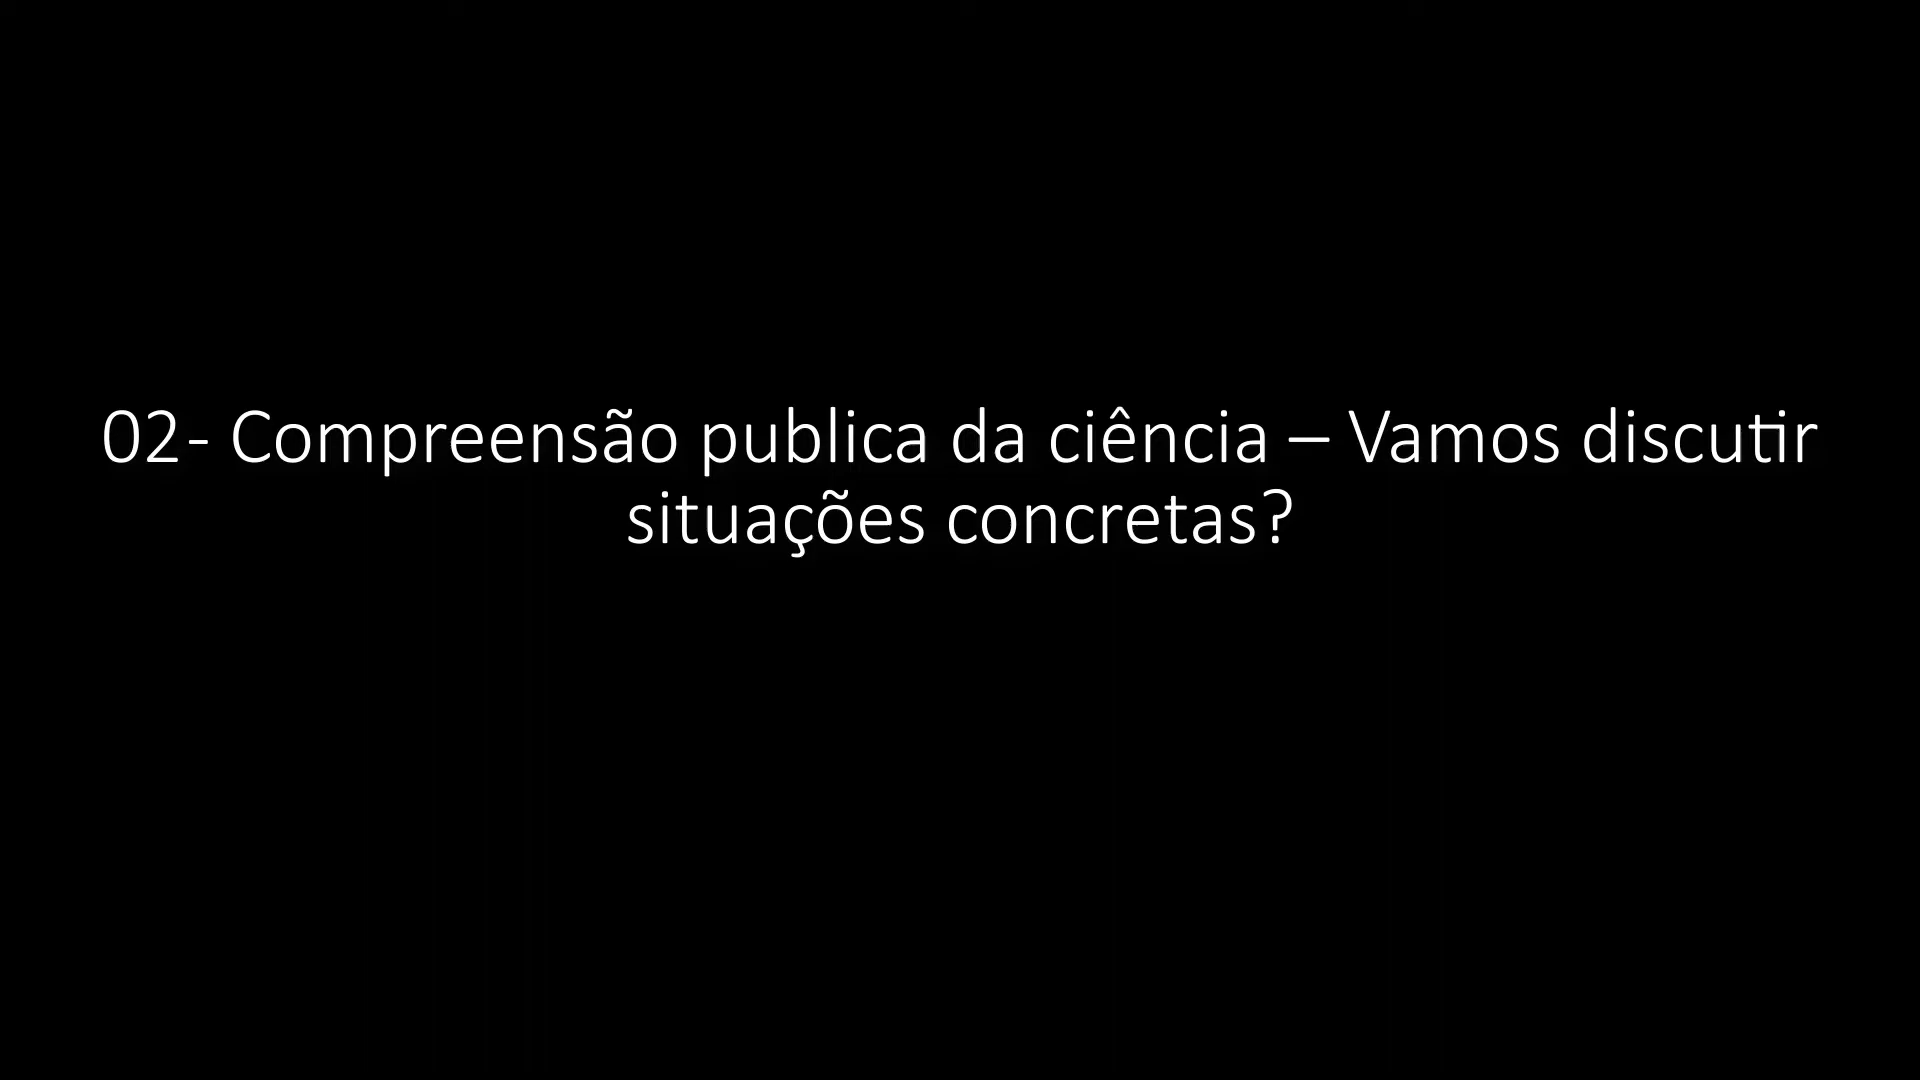 02- Compreensão publica da ciência – Vamos discutir
situações concretas?